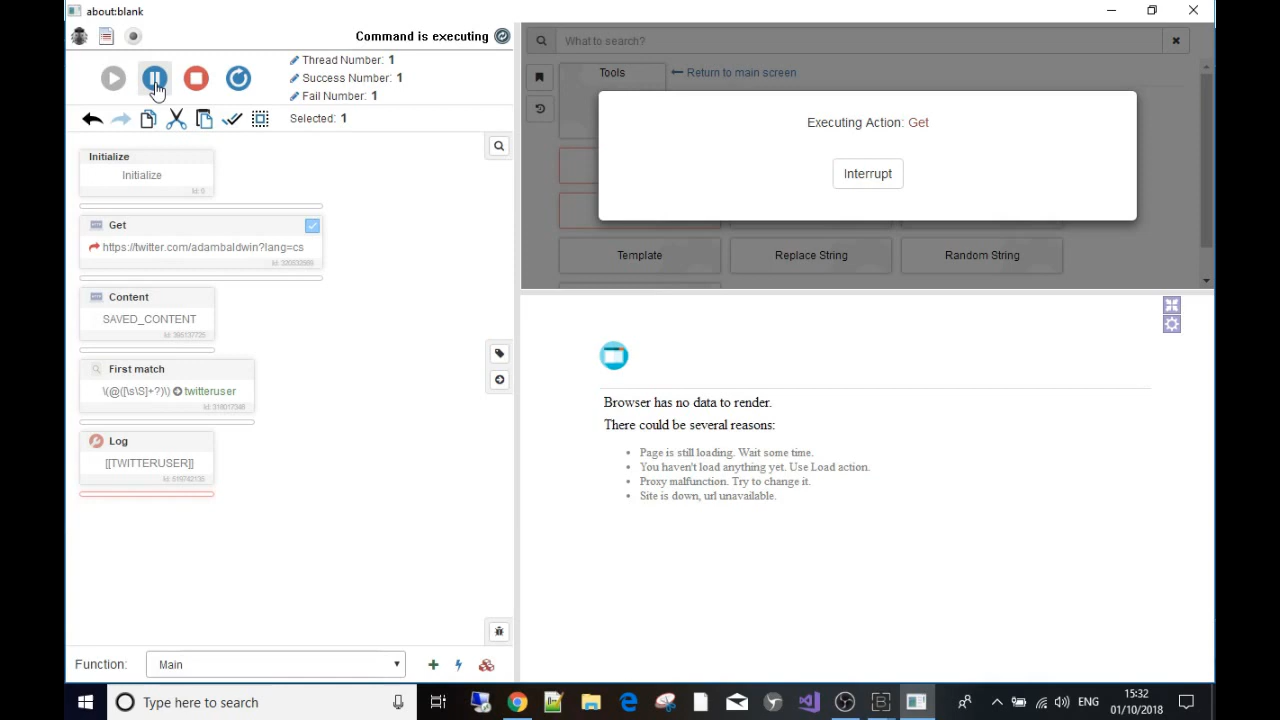 about:blank
Command is executing
Thread Number: 1
Success Number: 1
Fail Number: 1
Selected: 1
Initialize
Initialize
Id: 0
Get
https://twitter.com/adambaldwin?lang=cs
Content
SAVED_CONTENT
First match
\(@([\s\S]+?)\) twitteruser
Log
[[TWITTERUSER]]
Function:
Main
What to search?
Tools
Return to main screen
Executing Action: Get
Interrupt
Template
Replace String
Random String
Browser has no data to render.
There could be several reasons:
Page is still loading. Wait some time.
You haven't load anything yet. Use Load action.
Proxy malfunction. Try to change it.
Site is down, url unavailable.
Type here to search
ENG
15:32
01/10/2018